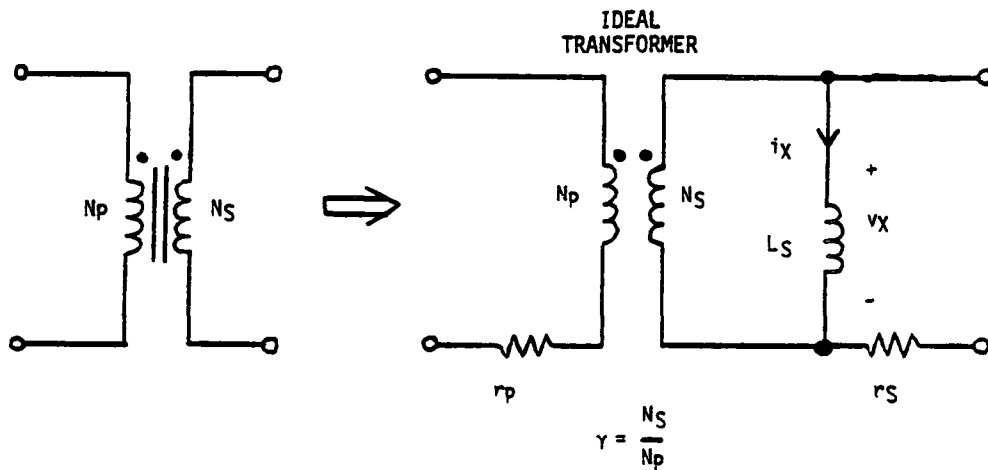 IDEAL
TRANSFORMER
NP
NS
NP
NS
iX
+
vX
LS
-
rP
rS
γ = NS
NP